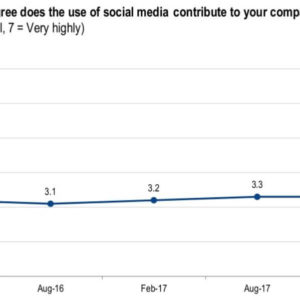 ree does the use of social media contribute to your compa
l, 7 = Very highly)
3.1 3.2 3.3
Aug-16 Feb-17 Aug-17